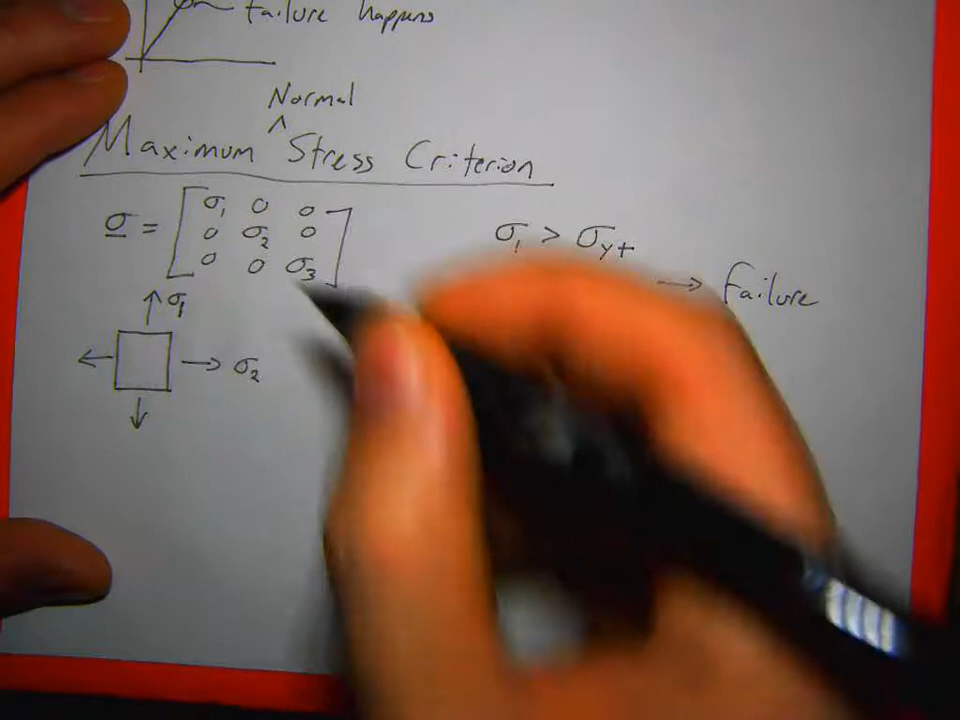 failure happens
Normal
Maximum ^ Stress Criterion
σ = [σ₁ 0 0
0 σ₂ 0
0 0 σ₃]
σ₁ > σy+
→ failure
↑ σ₁
← → σ₂
↓